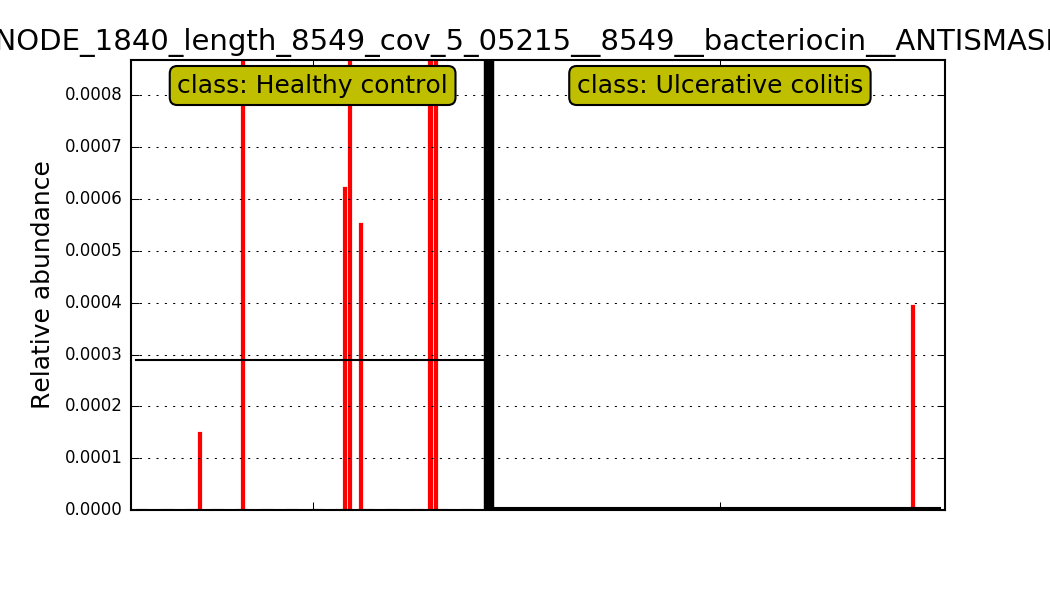 NODE_1840_length_8549_cov_5_05215__8549__bacteriocin__ANTISMASH
class: Healthy control
class: Ulcerative colitis
Relative abundance
0.0008
0.0007
0.0006
0.0005
0.0004
0.0003
0.0002
0.0001
0.0000